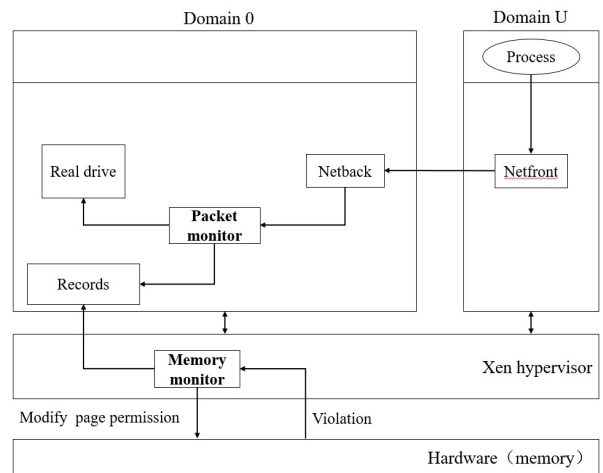 Domain 0
Domain U
Process
Real drive
Netback
Netfront
Packet
monitor
Records
Memory
monitor
Xen hypervisor
Modify page permission
Violation
Hardware（memory）